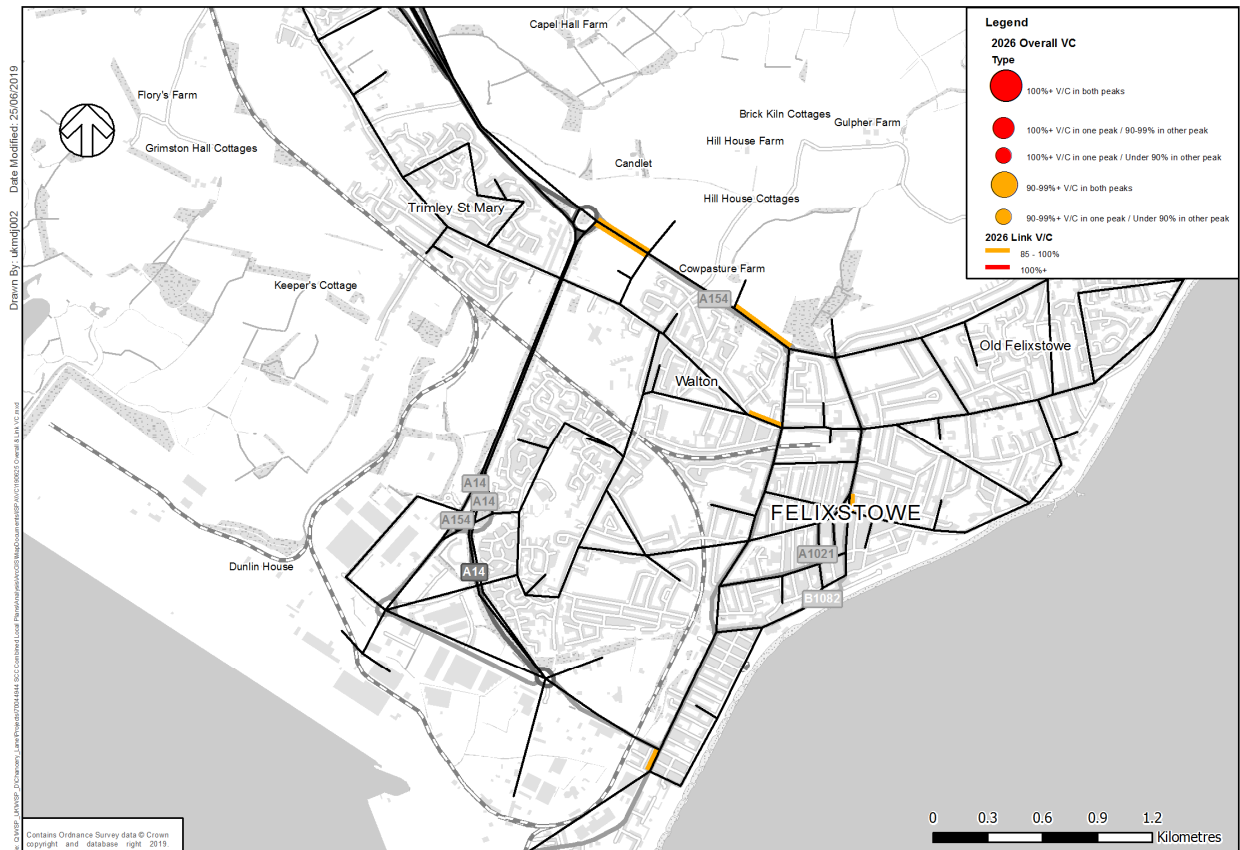 Capel Hall Farm
Flory's Farm
Grimston Hall Cottages
Brick Kiln Cottages
Gulpher Farm
Hill House Farm
Candlet
Hill House Cottages
Trimley St Mary
Cowpasture Farm
Keeper's Cottage
A154
Old Felixstowe
Walton
A14
A14
A154
FELIXSTOWE
A1021
A14
Dunlin House
B1082
Legend
2026 Overall VC
Type
100%+ V/C in both peaks
100%+ V/C in one peak / 90-99% in other peak
100%+ V/C in one peak / Under 90% in other peak
90-99%+ V/C in both peaks
90-99%+ V/C in one peak / Under 90% in other peak
2026 Link V/C
85 - 100%
100%+
0 0.3 0.6 0.9 1.2
Kilometres
Contains Ordnance Survey data © Crown
copyright and database right 2019.
Drawn By: ukmdj002 Date Modified: 25/06/2019